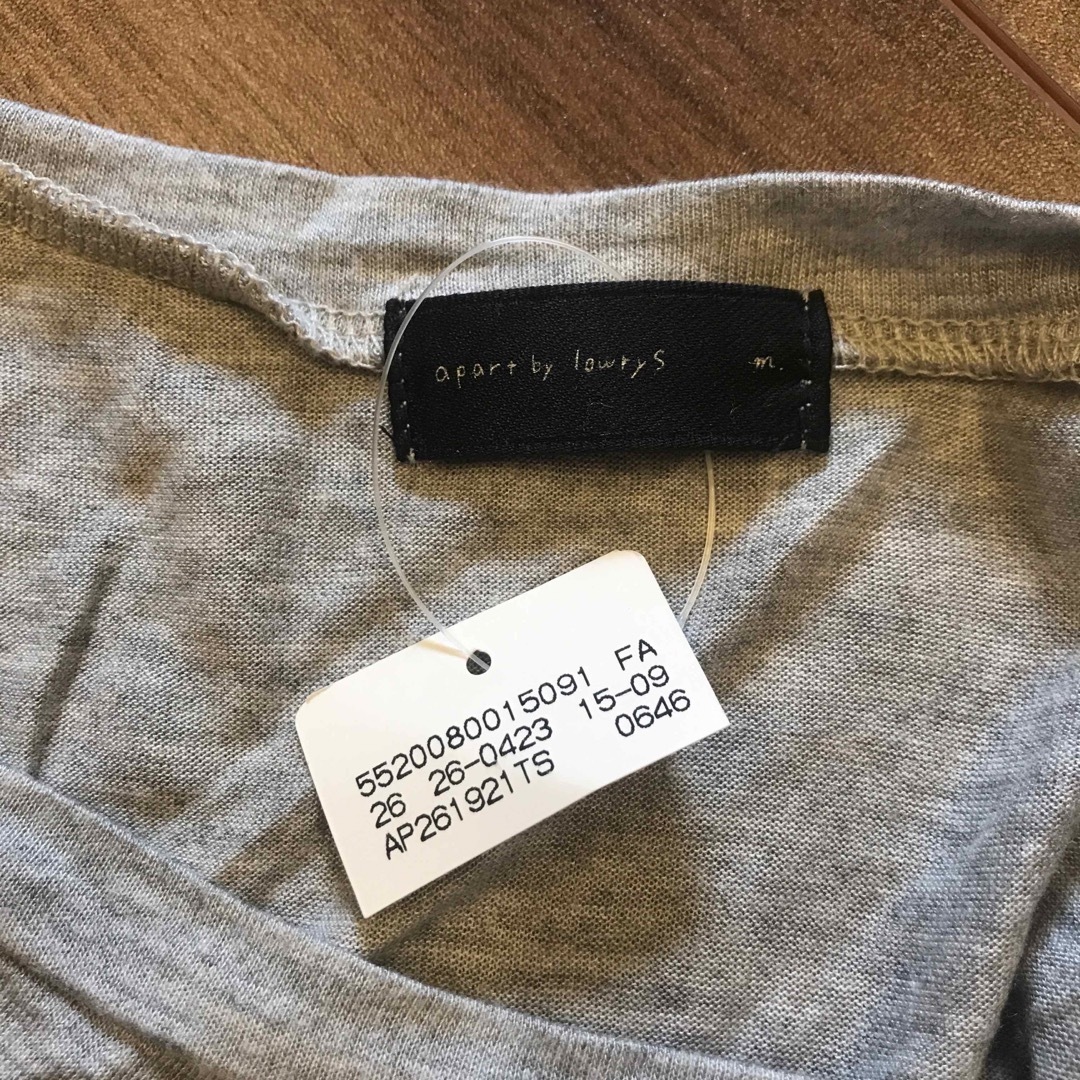 apart by lowrys m.
5520080015091 FA
26 26-0423 15-09
AP261921TS 0646